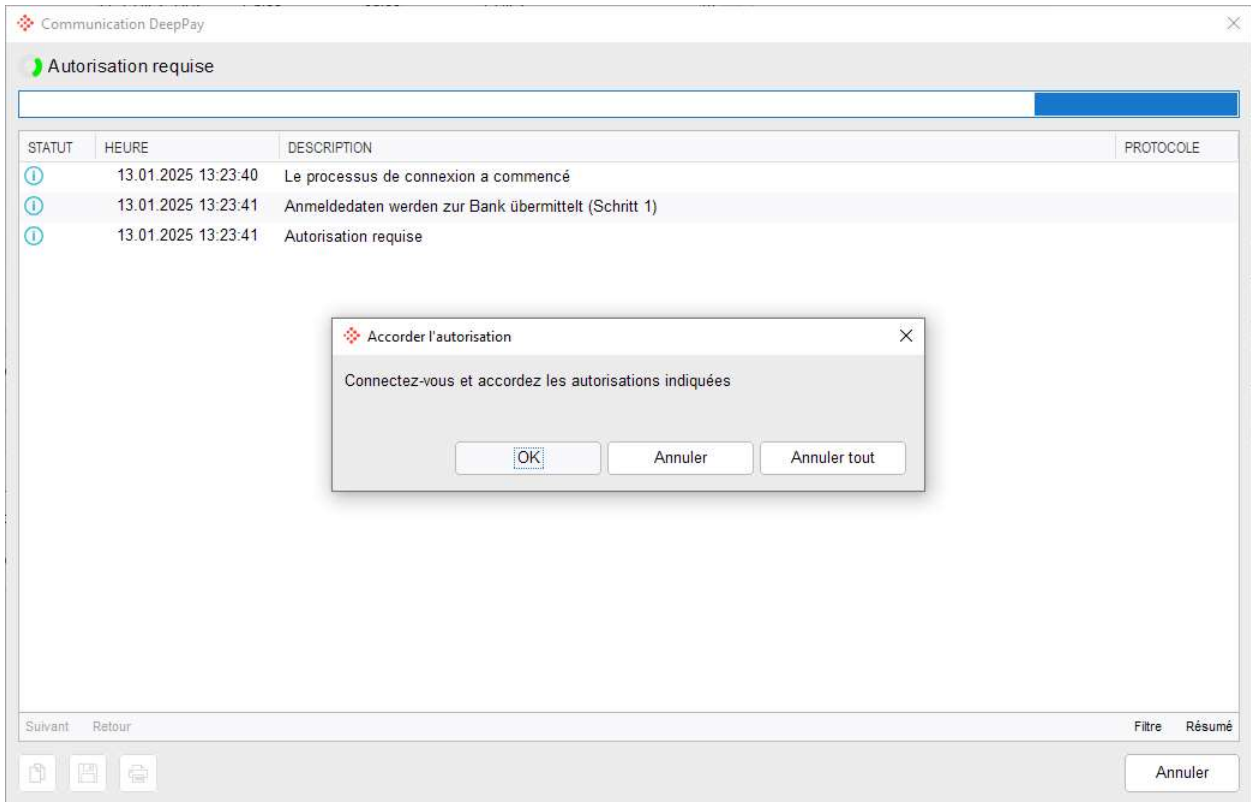 Communication DeepPay
Autorisation requise
STATUT HEURE DESCRIPTION PROTOCOLE
13.01.2025 13:23:40 Le processus de connexion a commencé
13.01.2025 13:23:41 Anmeldedaten werden zur Bank übermittelt (Schritt 1)
13.01.2025 13:23:41 Autorisation requise
Accorder l'autorisation
Connectez-vous et accordez les autorisations indiquées
OK Annuler Annuler tout
Suivant Retour Filtre Résumé
Annuler